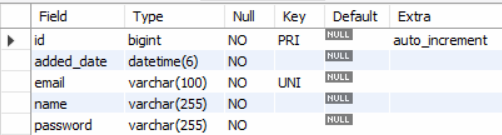 Field Type Null Key Default Extra
id bigint NO PRI NULL auto_increment
added_date datetime(6) NO NULL
email varchar(100) NO UNI NULL
name varchar(255) NO NULL
password varchar(255) NO NULL